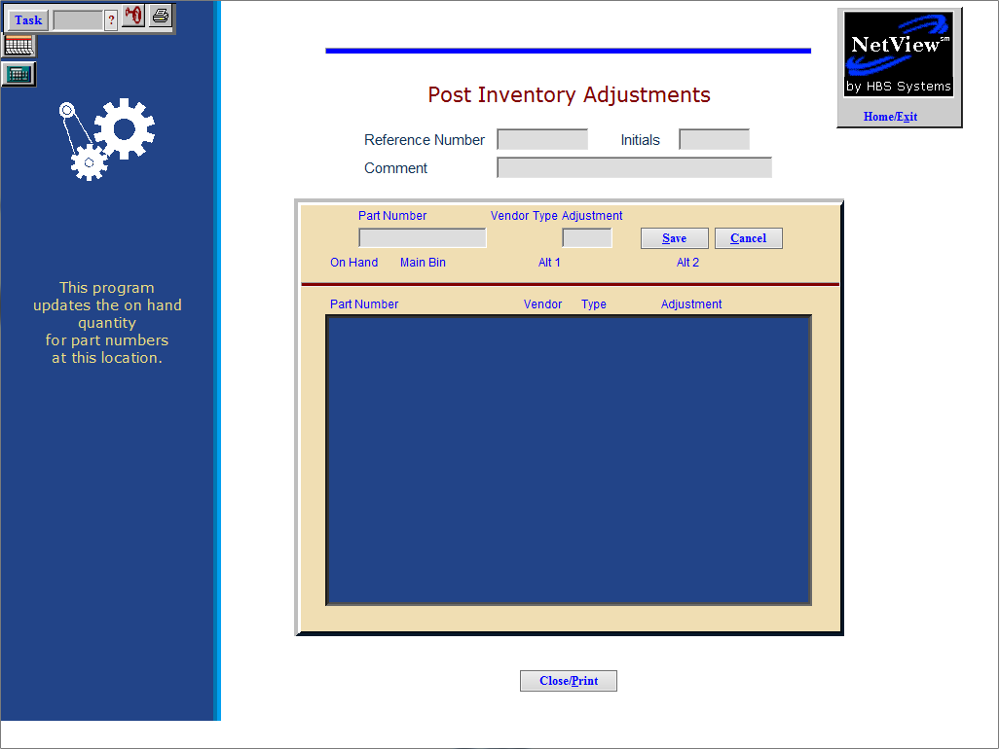 Task ?
NetView℠
by HBS Systems
Home/Exit
Post Inventory Adjustments
Reference Number Initials
Comment
Part Number Vendor Type Adjustment
Save Cancel
On Hand Main Bin Alt 1 Alt 2
This program
updates the on hand
quantity
for part numbers
at this location.
Part Number Vendor Type Adjustment
Close/Print